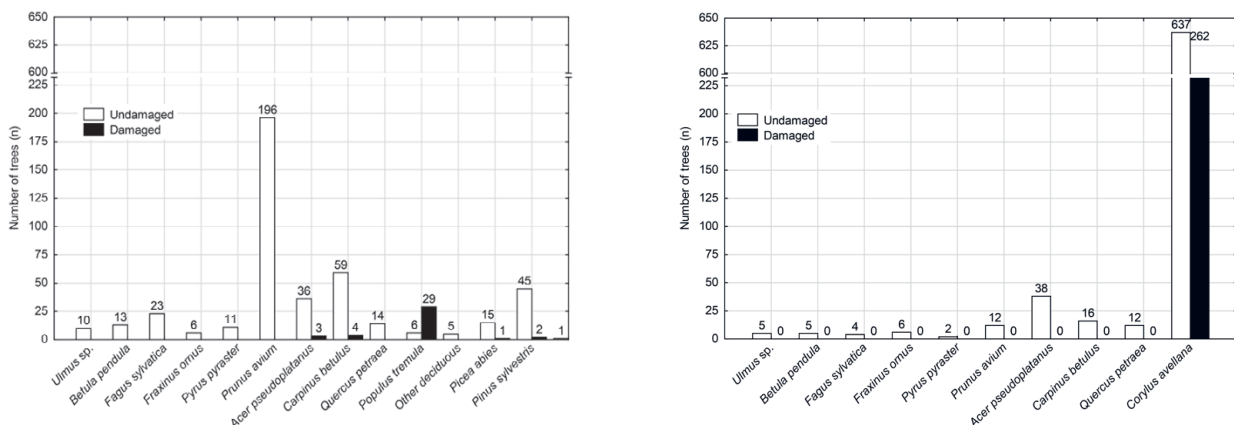 650
625
600
225
200
175
150
125
100
75
50
25
0
Number of trees (n)
Undamaged
Damaged
10
13
23
6
11
196
36
3
59
4
14
6
29
5
15
1
45
2
1
Ulmus sp.
Betula pendula
Fagus sylvatica
Fraxinus ornus
Pyrus pyraster
Prunus avium
Acer pseudoplatanus
Carpinus betulus
Quercus petraea
Populus tremula
Other deciduous
Picea abies
Pinus sylvestris
650
625
600
225
200
175
150
125
100
75
50
25
0
Number of trees (n)
Undamaged
Damaged
5
0
5
0
4
0
6
0
2
0
12
0
38
0
16
0
12
0
637
262
Ulmus sp.
Betula pendula
Fagus sylvatica
Fraxinus ornus
Pyrus pyraster
Prunus avium
Acer pseudoplatanus
Carpinus betulus
Quercus petraea
Corylus avellana